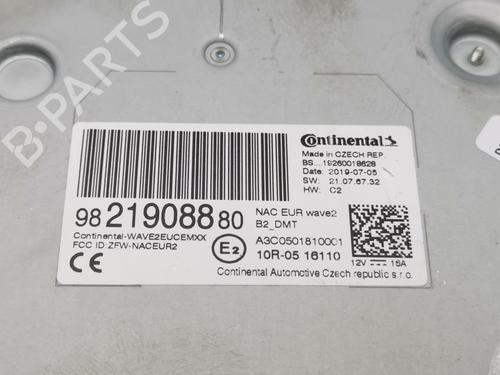 Continental
Made in CZECH REP.
BS....19260018628
Date: 2019-07-05
SW: 21.07.67.32
HW: C2
98 219088 80
NAC EUR wave2
B2_DMT
Continental-WAVE2EUCEMXX
FCC ID:ZFW-NACEUR2
CE
E2
A3C0501810001
10R-05 16110
12V 15A
Continental Automotive Czech republic s.r.o.
B-PARTS